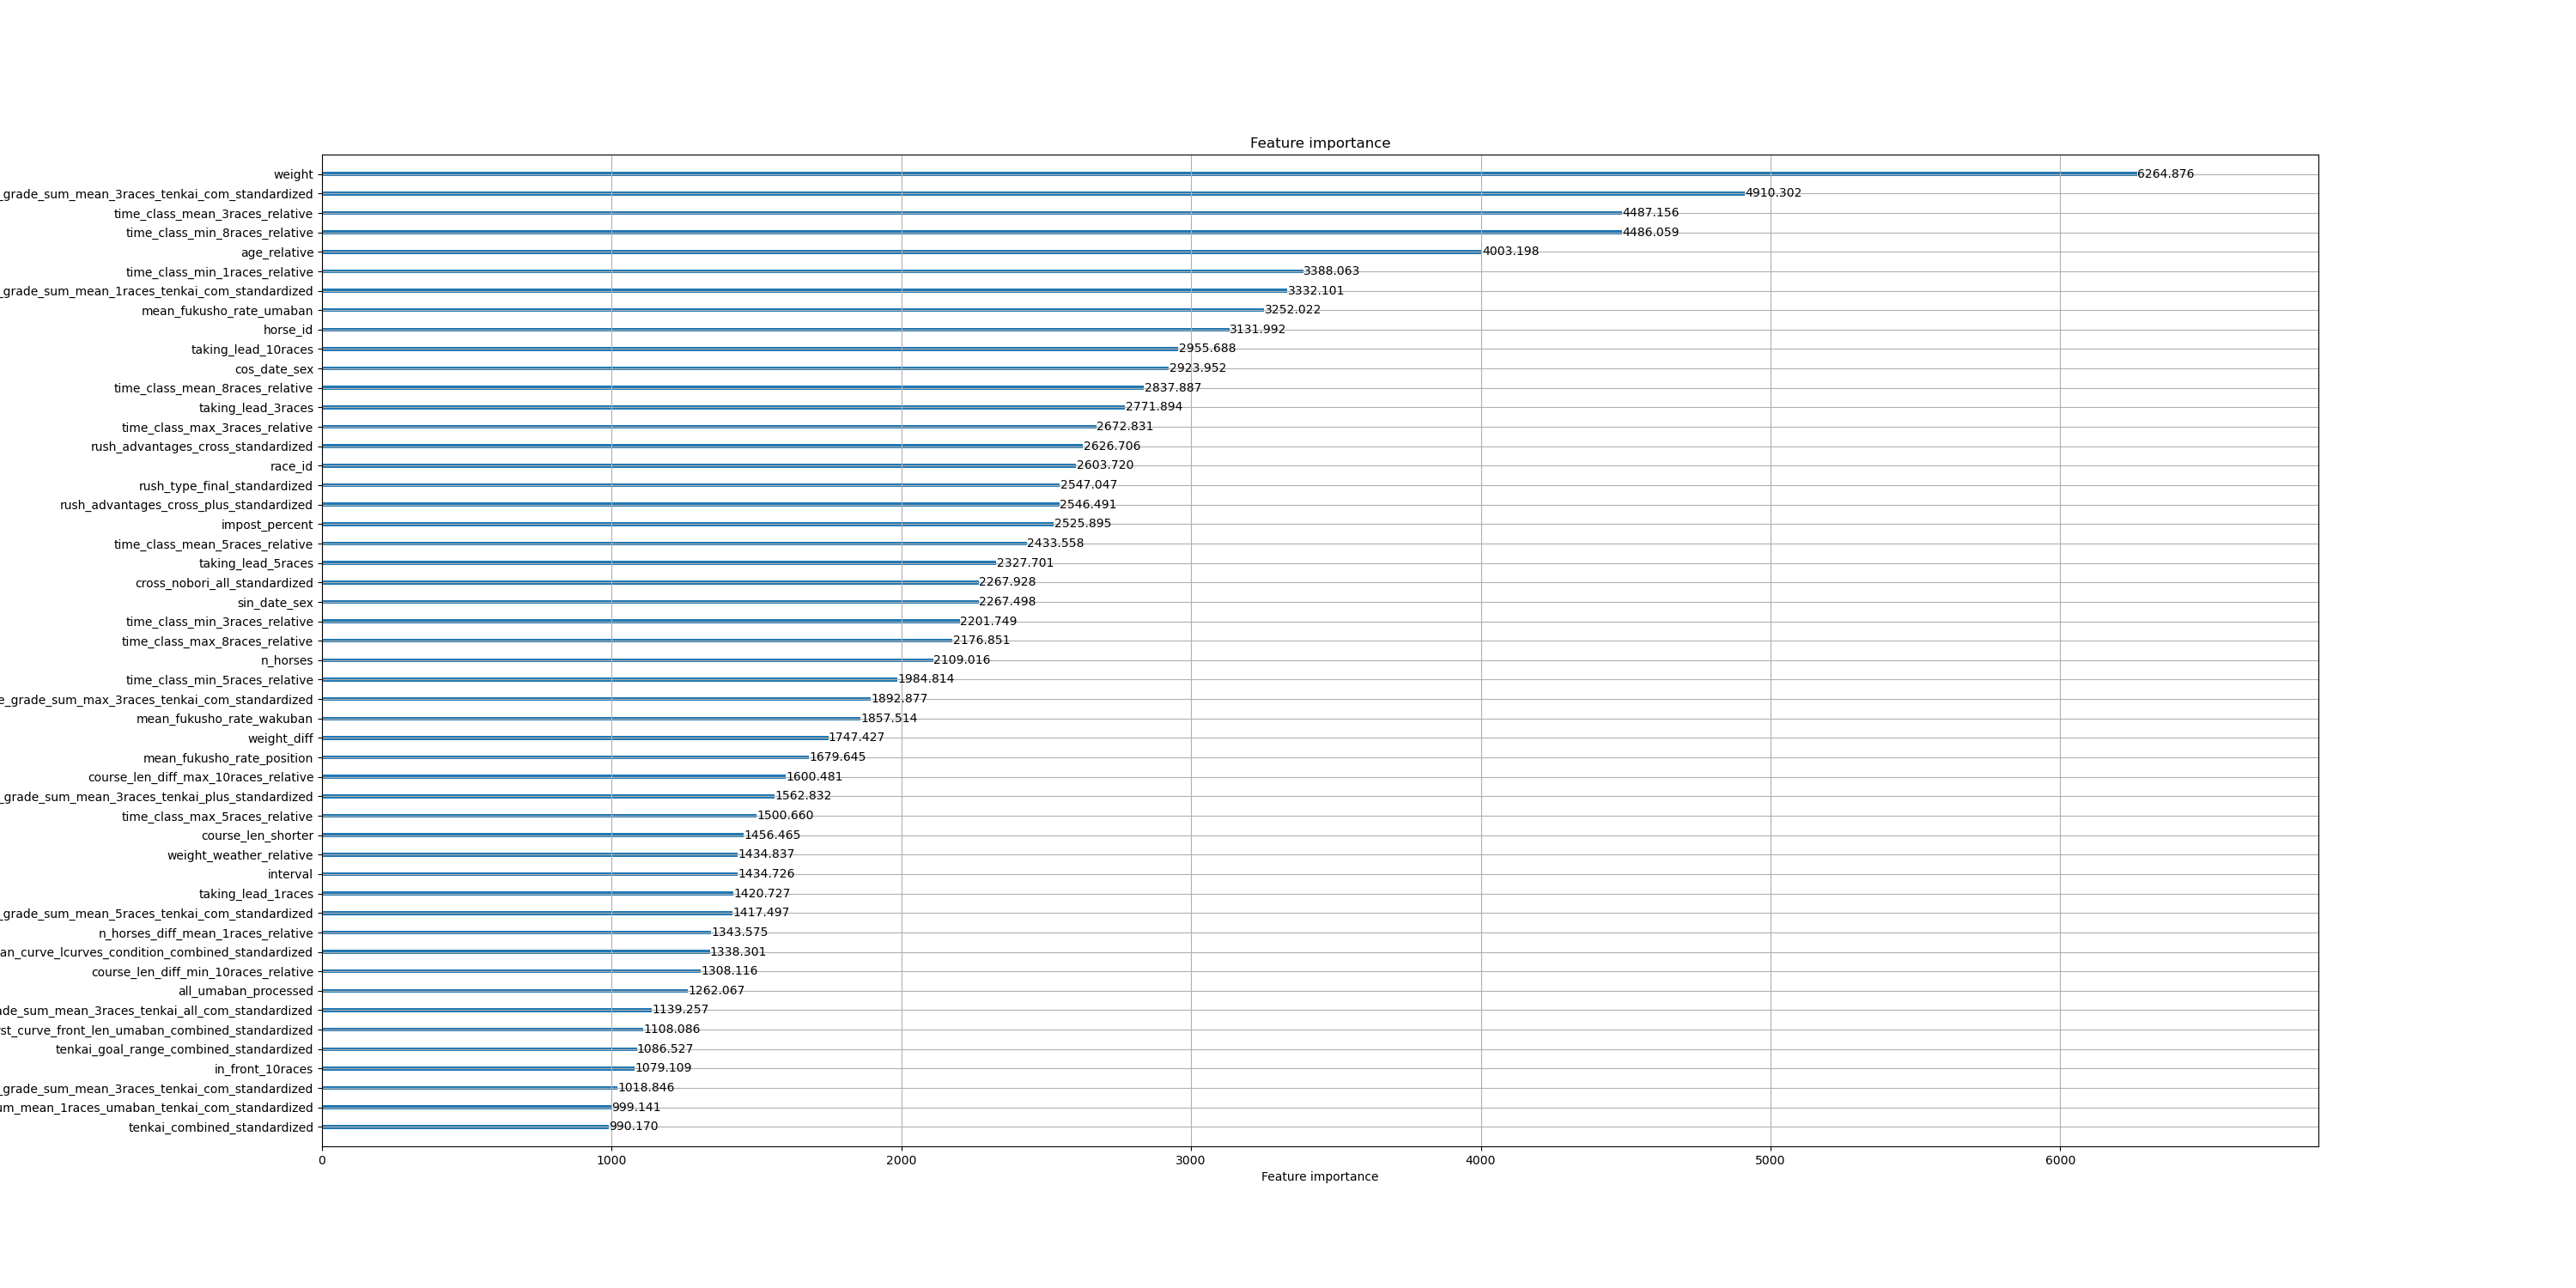 Feature importance
weight 6264.876
_grade_sum_mean_3races_tenkai_com_standardized 4910.302
time_class_mean_3races_relative 4487.156
time_class_min_8races_relative 4486.059
age_relative 4003.198
time_class_min_1races_relative 3388.063
_grade_sum_mean_1races_tenkai_com_standardized 3332.101
mean_fukusho_rate_umaban 3252.022
horse_id 3131.992
taking_lead_10races 2955.688
cos_date_sex 2923.952
time_class_mean_8races_relative 2837.887
taking_lead_3races 2771.894
time_class_max_3races_relative 2672.831
rush_advantages_cross_standardized 2626.706
race_id 2603.720
rush_type_final_standardized 2547.047
rush_advantages_cross_plus_standardized 2546.491
impost_percent 2525.895
time_class_mean_5races_relative 2433.558
taking_lead_5races 2327.701
cross_nobori_all_standardized 2267.928
sin_date_sex 2267.498
time_class_min_3races_relative 2201.749
time_class_max_8races_relative 2176.851
n_horses 2109.016
time_class_min_5races_relative 1984.814
e_grade_sum_max_3races_tenkai_com_standardized 1892.877
mean_fukusho_rate_wakuban 1857.514
weight_diff 1747.427
mean_fukusho_rate_position 1679.645
course_len_diff_max_10races_relative 1600.481
_grade_sum_mean_3races_tenkai_plus_standardized 1562.832
time_class_max_5races_relative 1500.660
course_len_shorter 1456.465
weight_weather_relative 1434.837
interval 1434.726
taking_lead_1races 1420.727
_grade_sum_mean_5races_tenkai_com_standardized 1417.497
n_horses_diff_mean_1races_relative 1343.575
an_curve_lcurves_condition_combined_standardized 1338.301
course_len_diff_min_10races_relative 1308.116
all_umaban_processed 1262.067
de_sum_mean_3races_tenkai_all_com_standardized 1139.257
st_curve_front_len_umaban_combined_standardized 1108.086
tenkai_goal_range_combined_standardized 1086.527
in_front_10races 1079.109
_grade_sum_mean_3races_tenkai_com_standardized 1018.846
um_mean_1races_umaban_tenkai_com_standardized 999.141
tenkai_combined_standardized 990.170
0 1000 2000 3000 4000 5000 6000
Feature importance